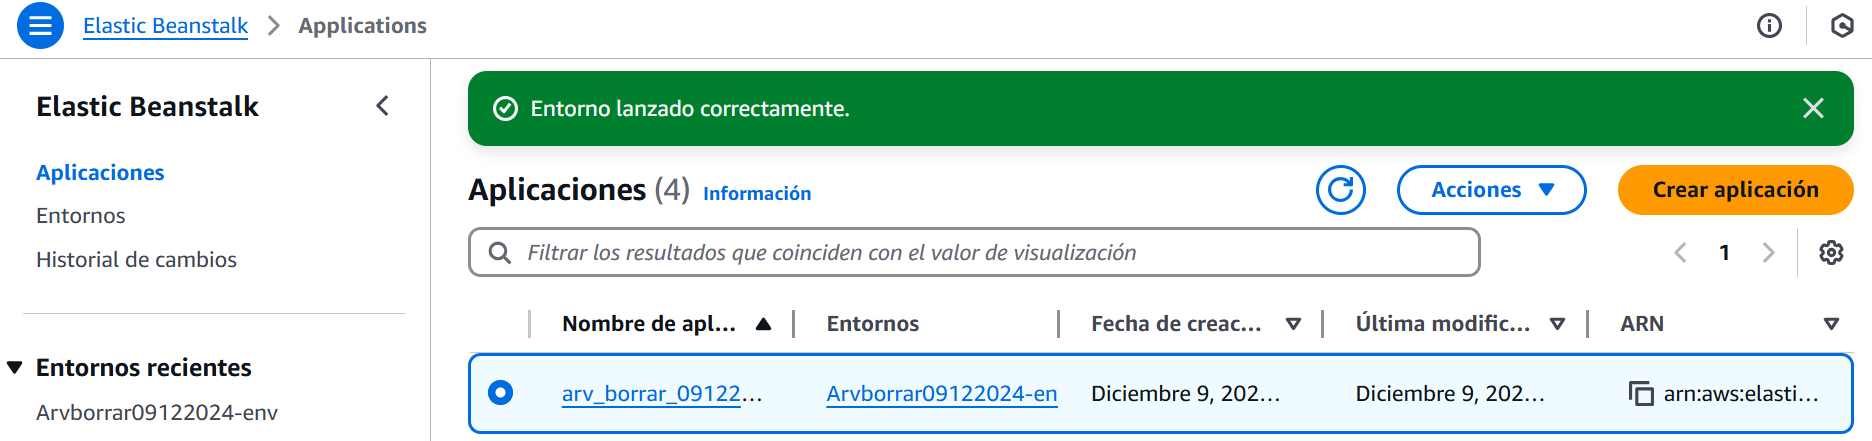 Elastic Beanstalk > Applications
Elastic Beanstalk
Aplicaciones
Entornos
Historial de cambios
Entornos recientes
Arvborrar09122024-env
Entorno lanzado correctamente.
Aplicaciones (4) Información
Acciones
Crear aplicación
Filtrar los resultados que coinciden con el valor de visualización
1
Nombre de apl... Entornos Fecha de creac... Última modific... ARN
arv_borrar_09122... Arvborrar09122024-en Diciembre 9, 202... Diciembre 9, 202... arn:aws:elasti...